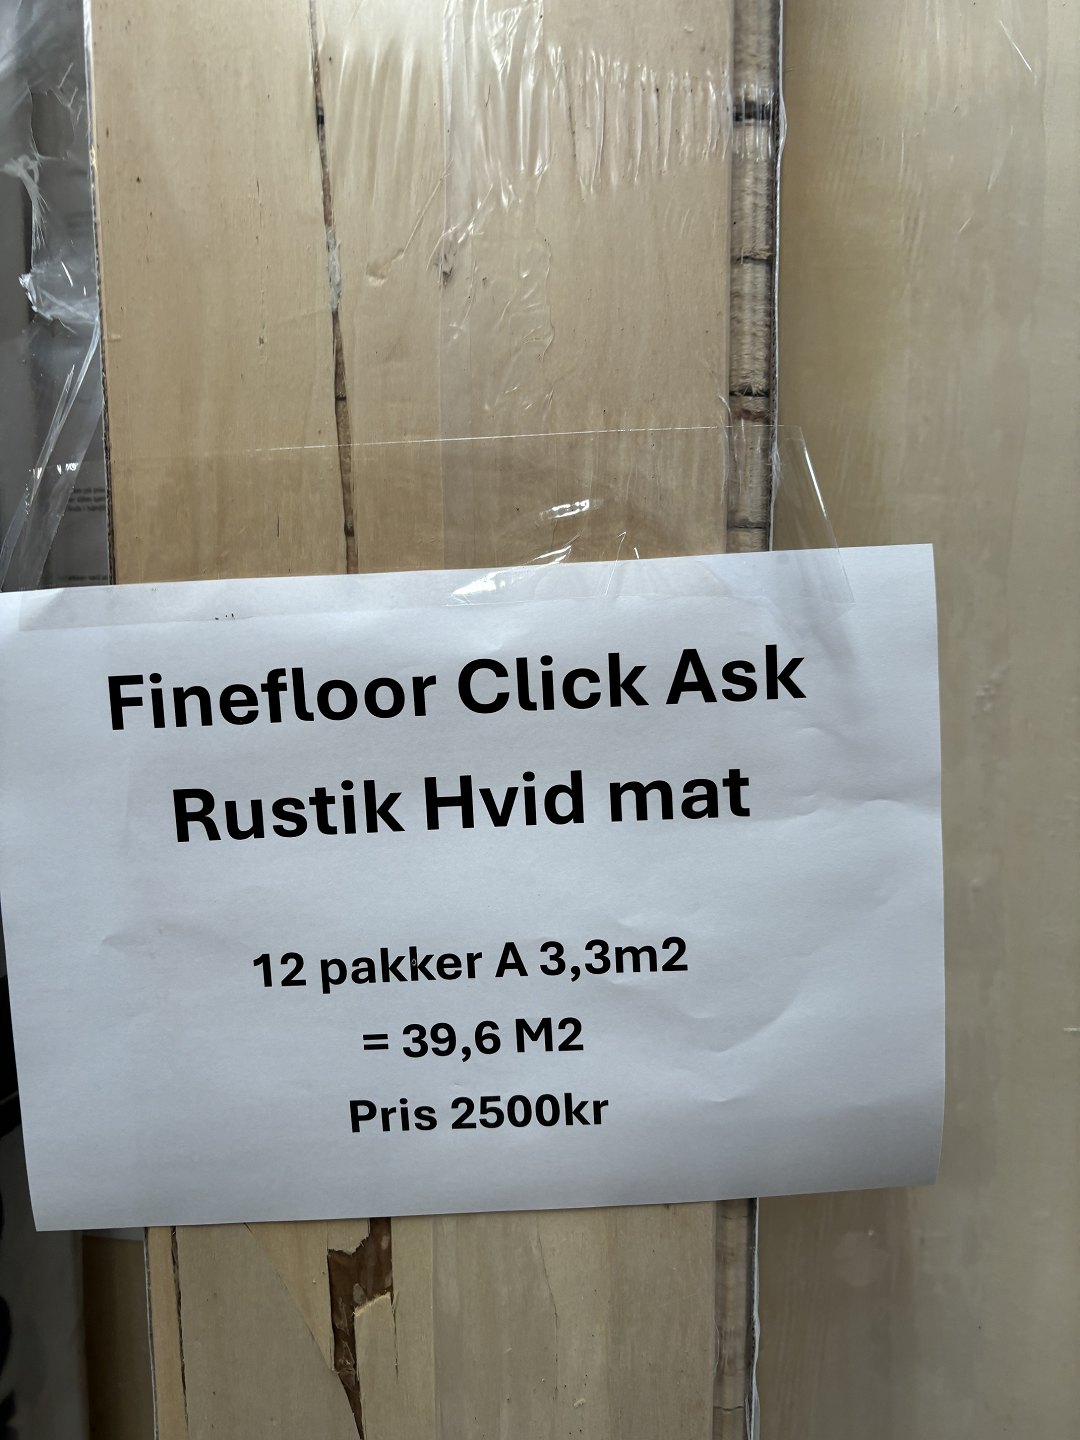 Finefloor Click Ask
Rustik Hvid mat
12 pakker A 3,3m2
= 39,6 M2
Pris 2500kr